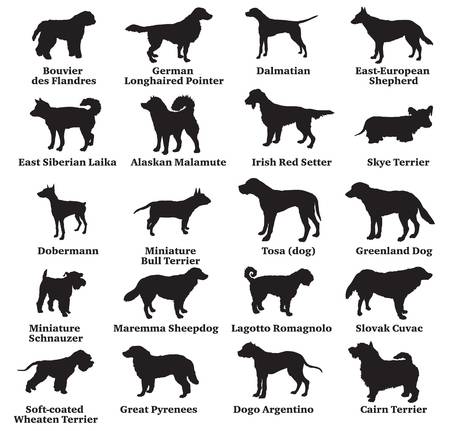 Bouvier
des Flandres
German
Longhaired Pointer
Dalmatian
East-European
Shepherd
East Siberian Laika
Alaskan Malamute
Irish Red Setter
Skye Terrier
Dobermann
Miniature
Bull Terrier
Tosa (dog)
Greenland Dog
Miniature
Schnauzer
Maremma Sheepdog
Lagotto Romagnolo
Slovak Cuvac
Soft-coated
Wheaten Terrier
Great Pyrenees
Dogo Argentino
Cairn Terrier